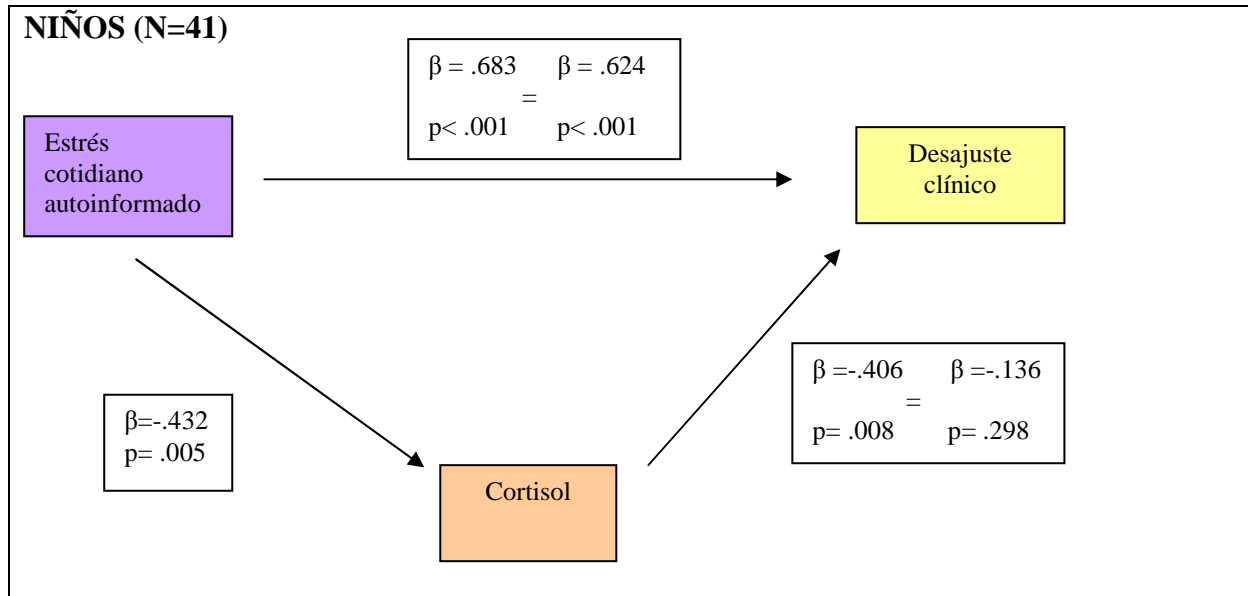 NIÑOS (N=41)
β = .683 β = .624
=
p< .001 p< .001
Estrés
cotidiano
autoinformado
Desajuste
clínico
β =-.406 β =-.136
=
p= .008 p= .298
β=-.432
p= .005
Cortisol